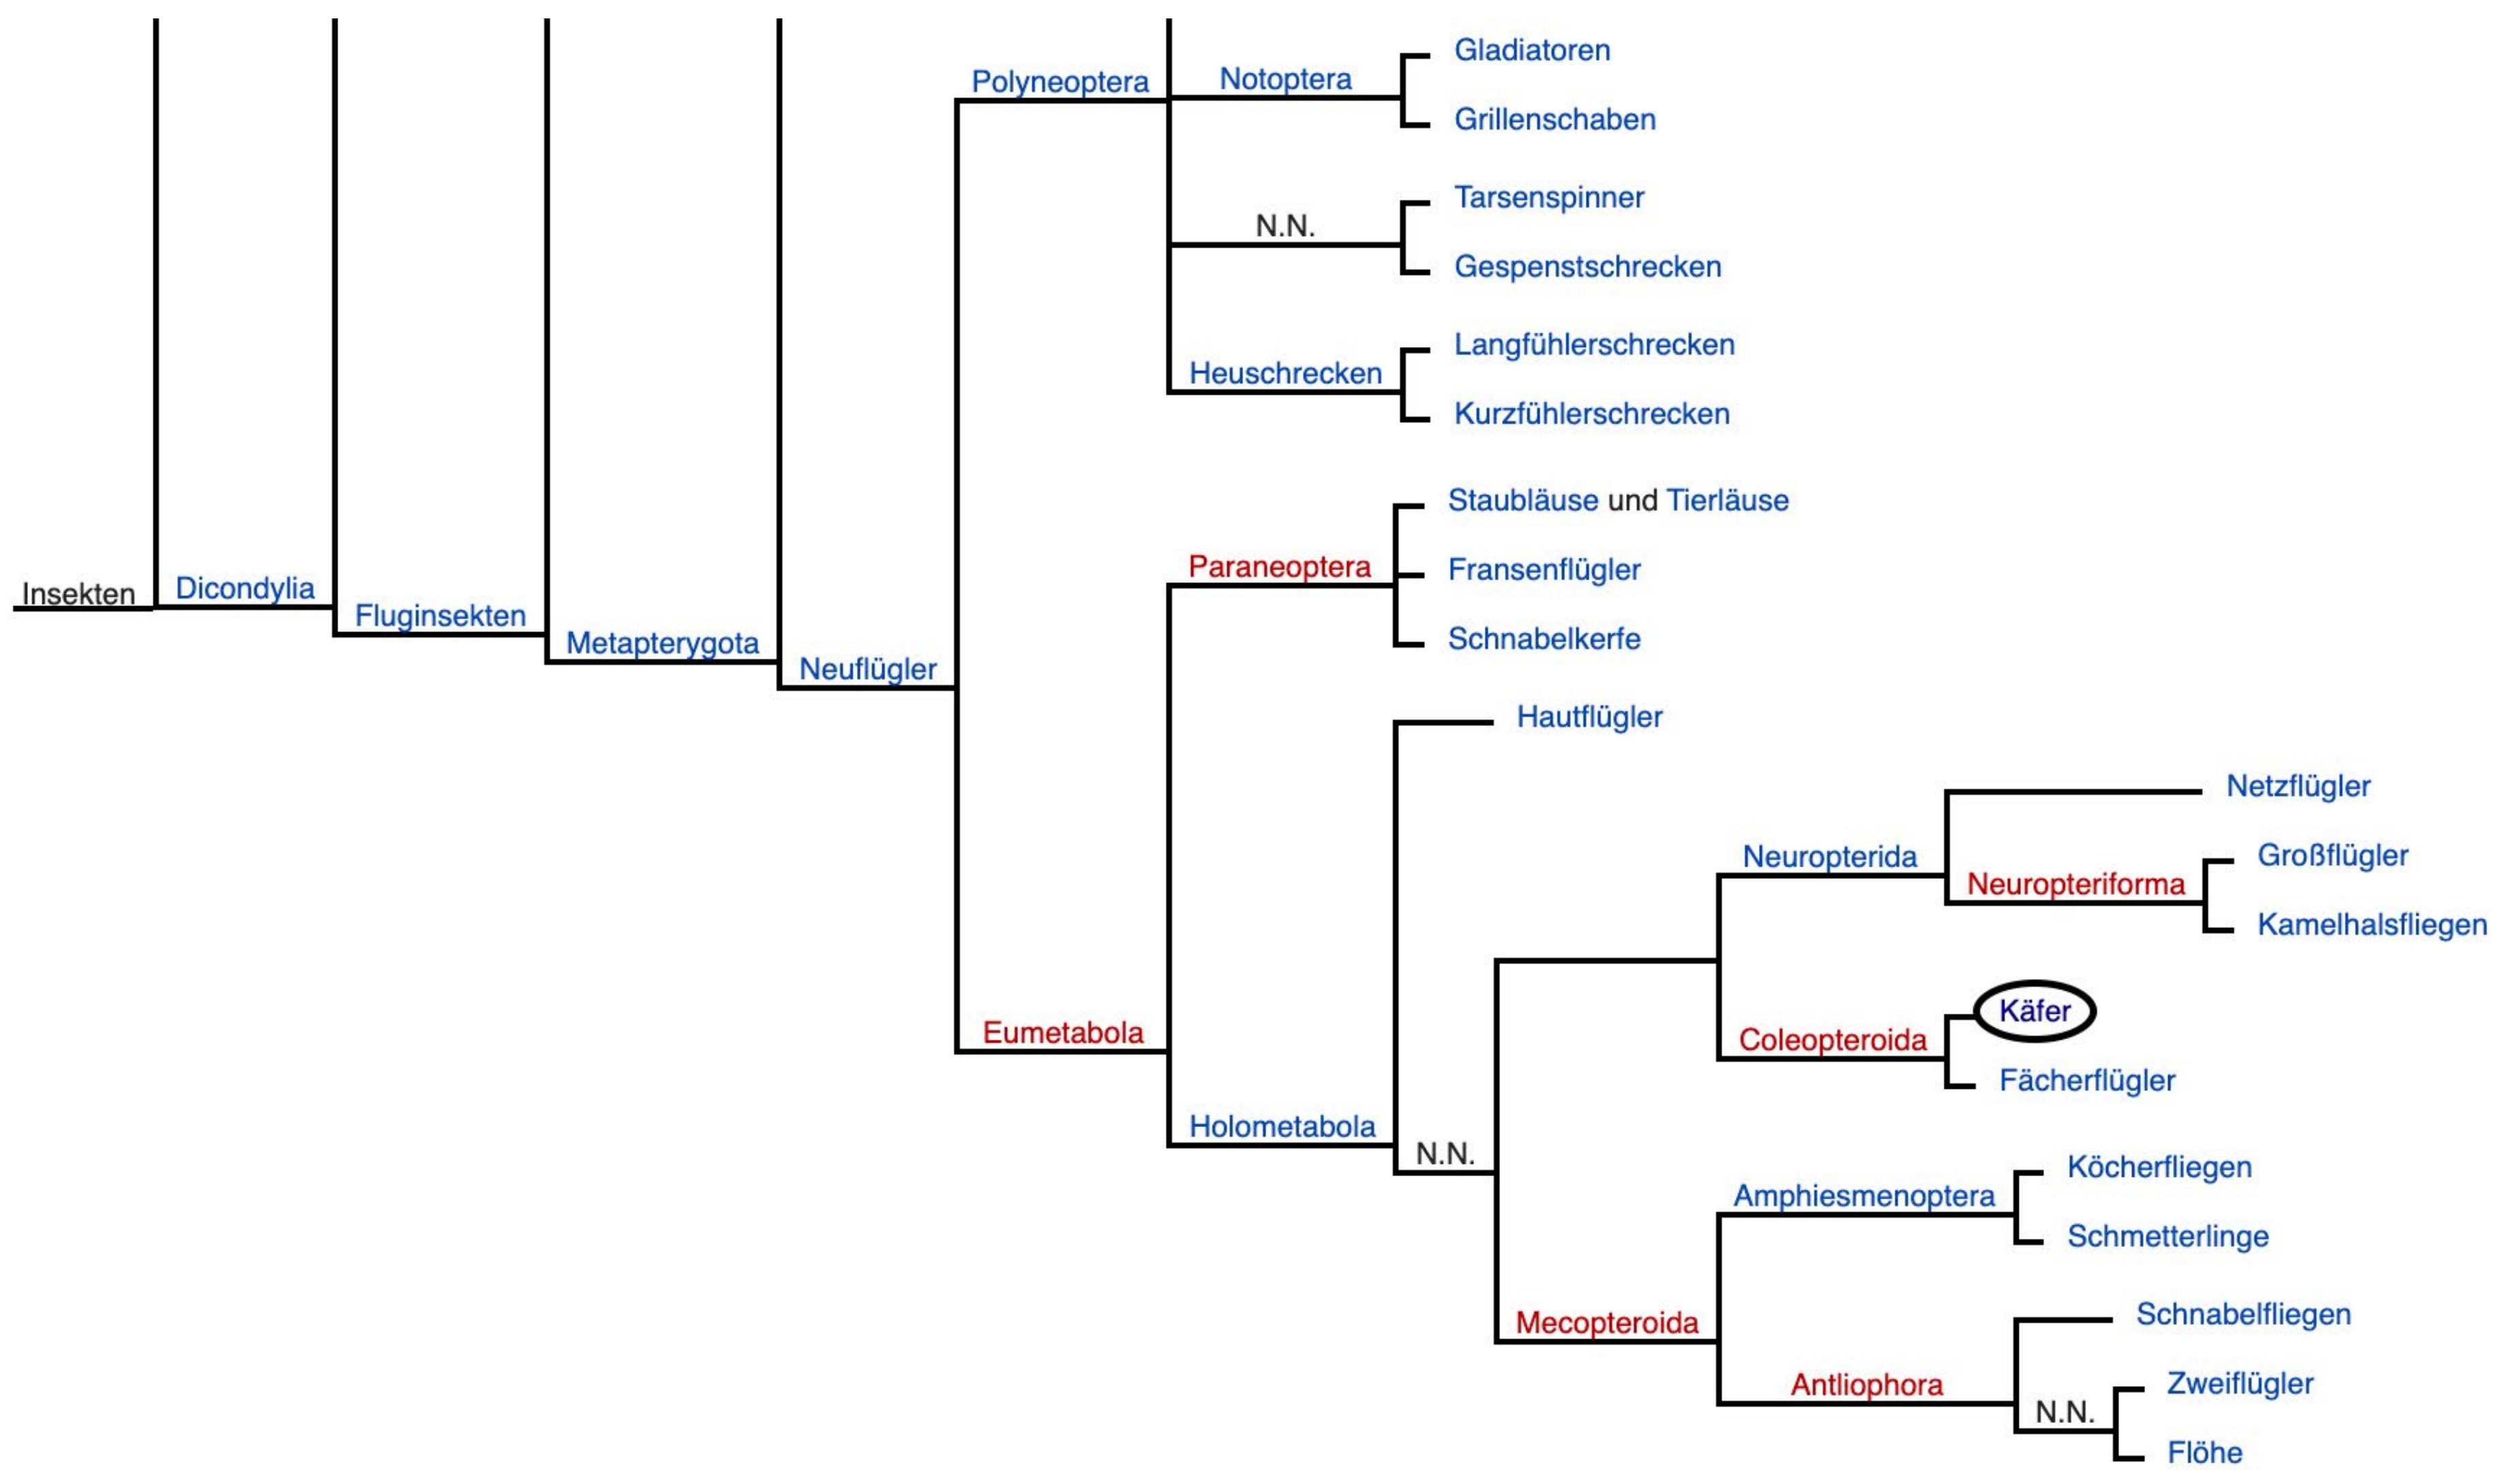 Gladiatoren
Polyneoptera
Notoptera
Grillenschaben
Tarsenspinner
N.N.
Gespenstschrecken
Langfühlerschrecken
Heuschrecken
Kurzfühlerschrecken
Staubläuse und Tierläuse
Paraneoptera
Fransenflügler
Insekten
Dicondylia
Fluginsekten
Metapterygota
Schnabelkerfe
Neuflügler
Hautflügler
Netzflügler
Neuropterida
Großflügler
Neuropteriforma
Kamelhalsfliegen
Käfer
Eumetabola
Coleopteroida
Fächerflügler
Holometabola
N.N.
Köcherfliegen
Amphiesmenoptera
Schmetterlinge
Mecopteroida
Schnabelfliegen
Antliophora
Zweiflügler
N.N.
Flöhe